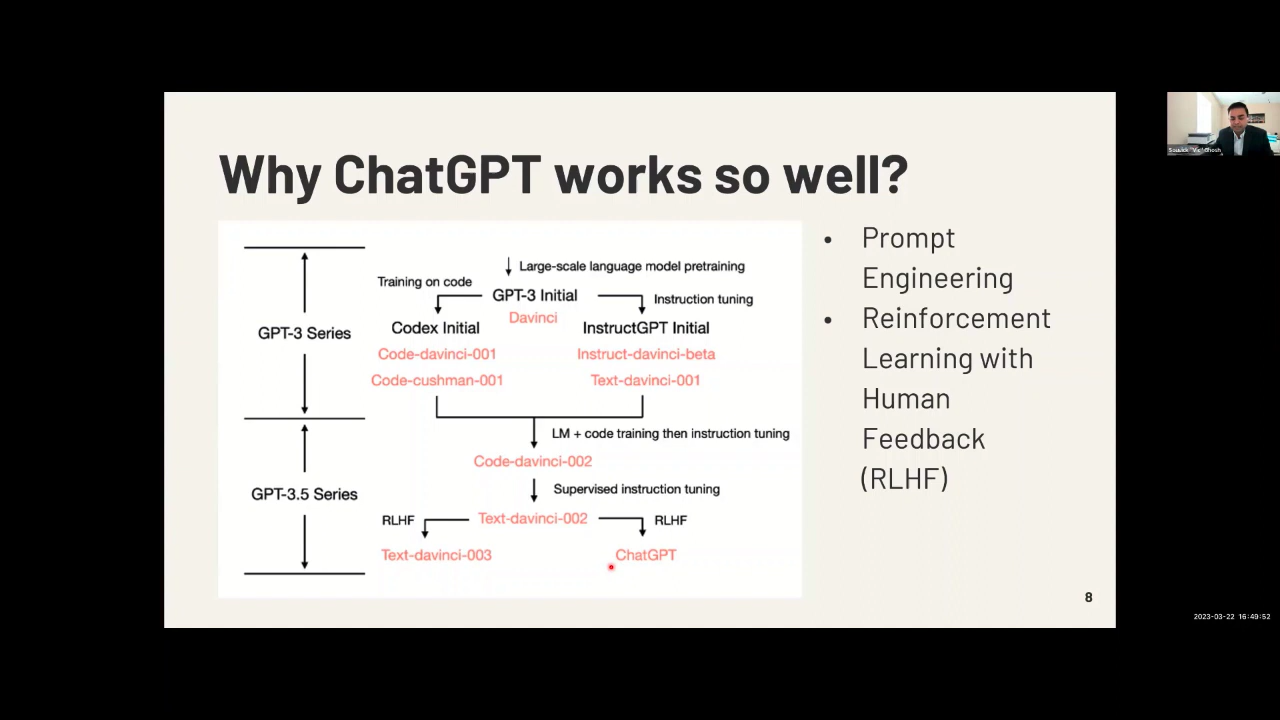 Why ChatGPT works so well?
Large-scale language model pretraining
Training on code
GPT-3 Initial
Instruction tuning
Davinci
Codex Initial
InstructGPT Initial
GPT-3 Series
Code-davinci-001
Instruct-davinci-beta
Code-cushman-001
Text-davinci-001
LM + code training then instruction tuning
Code-davinci-002
Supervised instruction tuning
GPT-3.5 Series
RLHF
Text-davinci-002
RLHF
Text-davinci-003
ChatGPT
• Prompt
Engineering
• Reinforcement
Learning with
Human
Feedback
(RLHF)
8
Souvick "Vic" Ghosh
2023-03-22 16:49:52